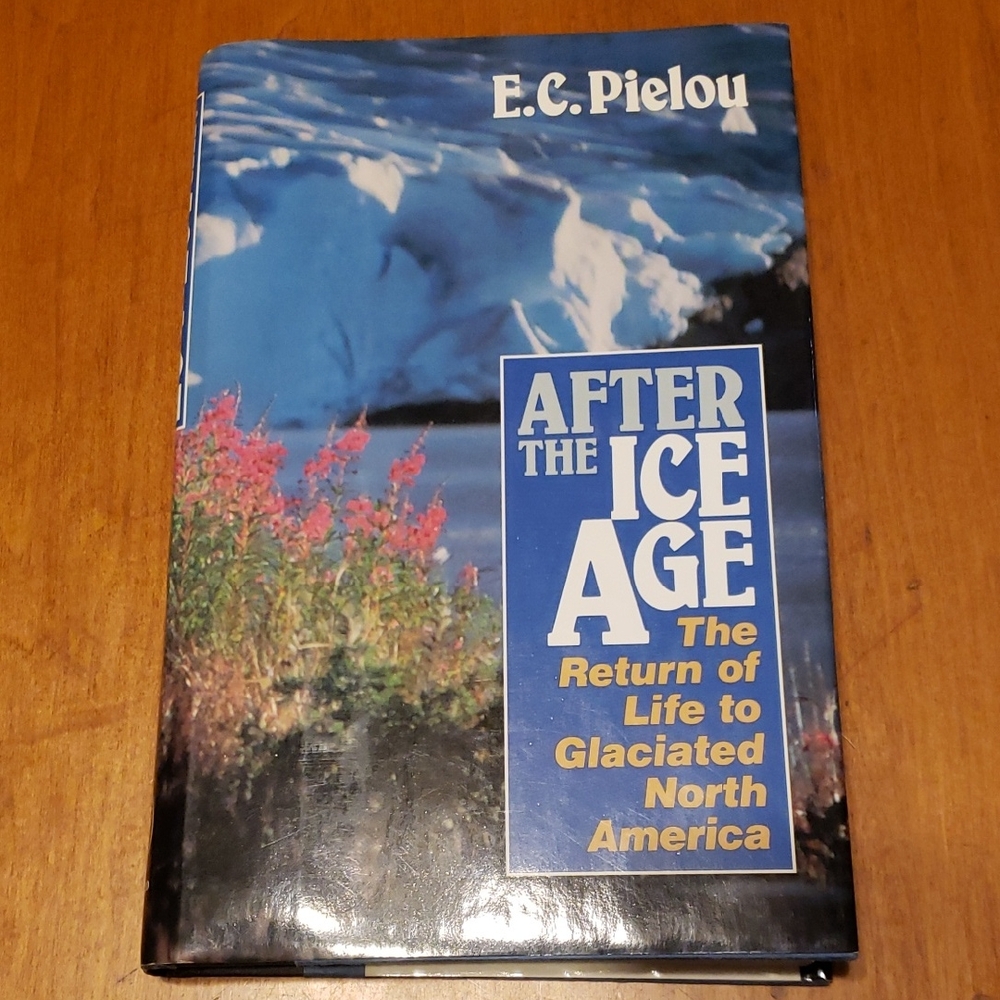 E.C. Pielou
AFTER
THE ICE
AGE
The
Return of
Life to
Glaciated
North
America